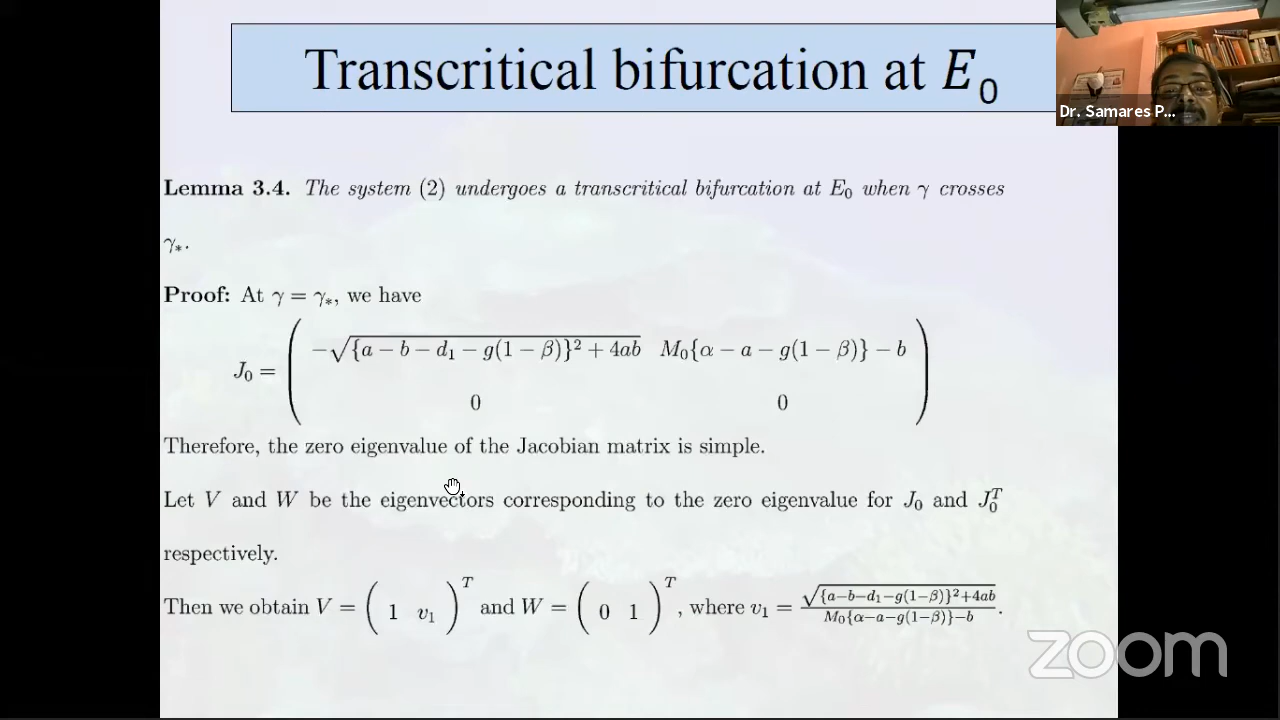 Transcritical bifurcation at E₀
Dr. Samares P...
Lemma 3.4. The system (2) undergoes a transcritical bifurcation at E₀ when γ crosses
γ∗.
Proof: At γ = γ∗, we have
J₀ = ( −√{a − b − d₁ − g(1 − β)}² + 4ab   M₀{α − a − g(1 − β)} − b
0   0 )
Therefore, the zero eigenvalue of the Jacobian matrix is simple.
Let V and W be the eigenvectors corresponding to the zero eigenvalue for J₀ and J₀ᵀ
respectively.
Then we obtain V = ( 1 v₁ )ᵀ and W = ( 0 1 )ᵀ, where v₁ = √{a−b−d₁−g(1−β)}²+4ab / M₀{α−a−g(1−β)}−b.
zoom